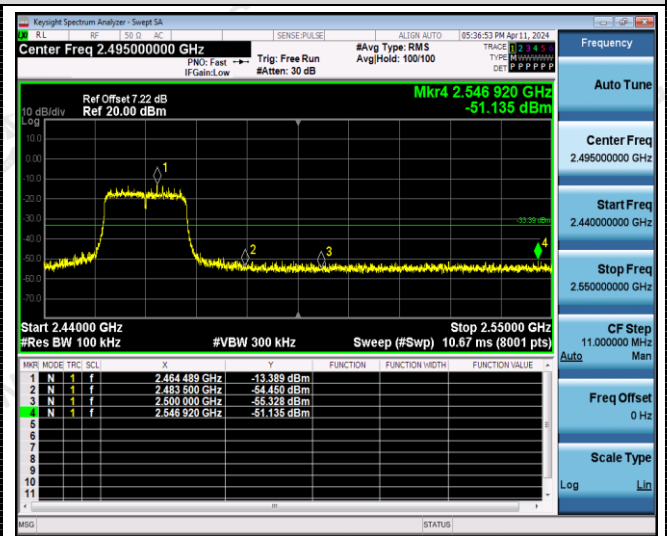 Keysight Spectrum Analyzer - Swept SA
RL RF 50 Ω AC SENSE:PULSE ALIGN AUTO 05:36:53 PM Apr 11, 2024
Center Freq 2.495000000 GHz #Avg Type: RMS TRACE 1 2 3 4 5 6
PNO: Fast Trig: Free Run Avg|Hold: 100/100 TYPE M WWWWW
IFGain:Low #Atten: 30 dB DET P P P P P P
Ref Offset 7.22 dB Mkr4 2.546 920 GHz
10 dB/div Ref 20.00 dBm -51.135 dBm
Log
10.0
0.00
-10.0
-20.0
-30.0
-40.0
-50.0
-60.0
-70.0
1
2
3
4
-33.39 dBm
Start 2.44000 GHz Stop 2.55000 GHz
#Res BW 100 kHz #VBW 300 kHz Sweep (#Swp) 10.67 ms (8001 pts)
MKR MODE TRC SCL X Y FUNCTION FUNCTION WIDTH FUNCTION VALUE
1 N 1 f 2.464 489 GHz -13.389 dBm
2 N 1 f 2.483 500 GHz -54.450 dBm
3 N 1 f 2.500 000 GHz -55.328 dBm
4 N 1 f 2.546 920 GHz -51.135 dBm
5
6
7
8
9
10
11
MSG STATUS
Frequency
Auto Tune
Center Freq
2.495000000 GHz
Start Freq
2.440000000 GHz
Stop Freq
2.550000000 GHz
CF Step
11.000000 MHz
Auto Man
Freq Offset
0 Hz
Scale Type
Log Lin